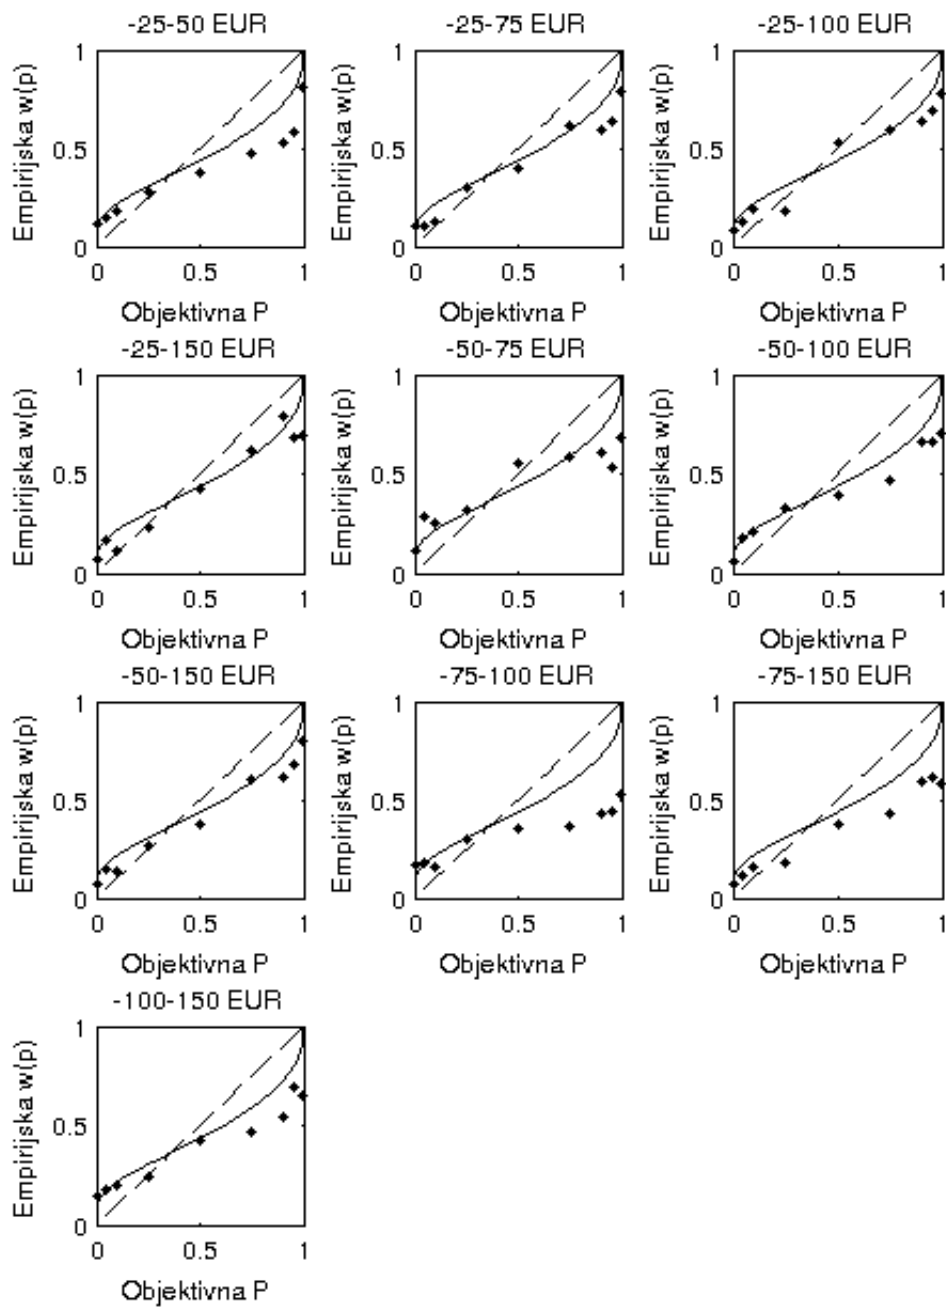 -25-50 EUR
Empirijska w(p)
1
0.5
0
0
0.5
1
Objektivna P
-25-75 EUR
Empirijska w(p)
1
0.5
0
0
0.5
1
Objektivna P
-25-100 EUR
Empirijska w(p)
1
0.5
0
0
0.5
1
Objektivna P
-25-150 EUR
Empirijska w(p)
1
0.5
0
0
0.5
1
Objektivna P
-50-75 EUR
Empirijska w(p)
1
0.5
0
0
0.5
1
Objektivna P
-50-100 EUR
Empirijska w(p)
1
0.5
0
0
0.5
1
Objektivna P
-50-150 EUR
Empirijska w(p)
1
0.5
0
0
0.5
1
Objektivna P
-75-100 EUR
Empirijska w(p)
1
0.5
0
0
0.5
1
Objektivna P
-75-150 EUR
Empirijska w(p)
1
0.5
0
0
0.5
1
Objektivna P
-100-150 EUR
Empirijska w(p)
1
0.5
0
0
0.5
1
Objektivna P